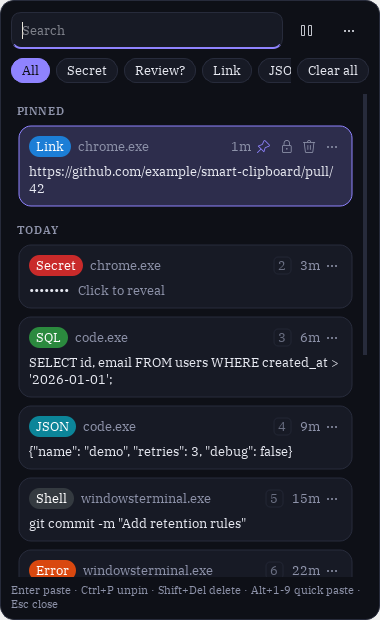 Search
All Secret Review? Link JSO Clear all
PINNED
Link chrome.exe 1m
https://github.com/example/smart-clipboard/pull/
42
TODAY
Secret chrome.exe 2 3m
•••••••• Click to reveal
SQL code.exe 3 6m
SELECT id, email FROM users WHERE created_at >
'2026-01-01';
JSON code.exe 4 9m
{"name": "demo", "retries": 3, "debug": false}
Shell windowsterminal.exe 5 15m
git commit -m "Add retention rules"
Error windowsterminal.exe 6 22m
Enter paste · Ctrl+P unpin · Shift+Del delete · Alt+1-9 quick paste ·
Esc close